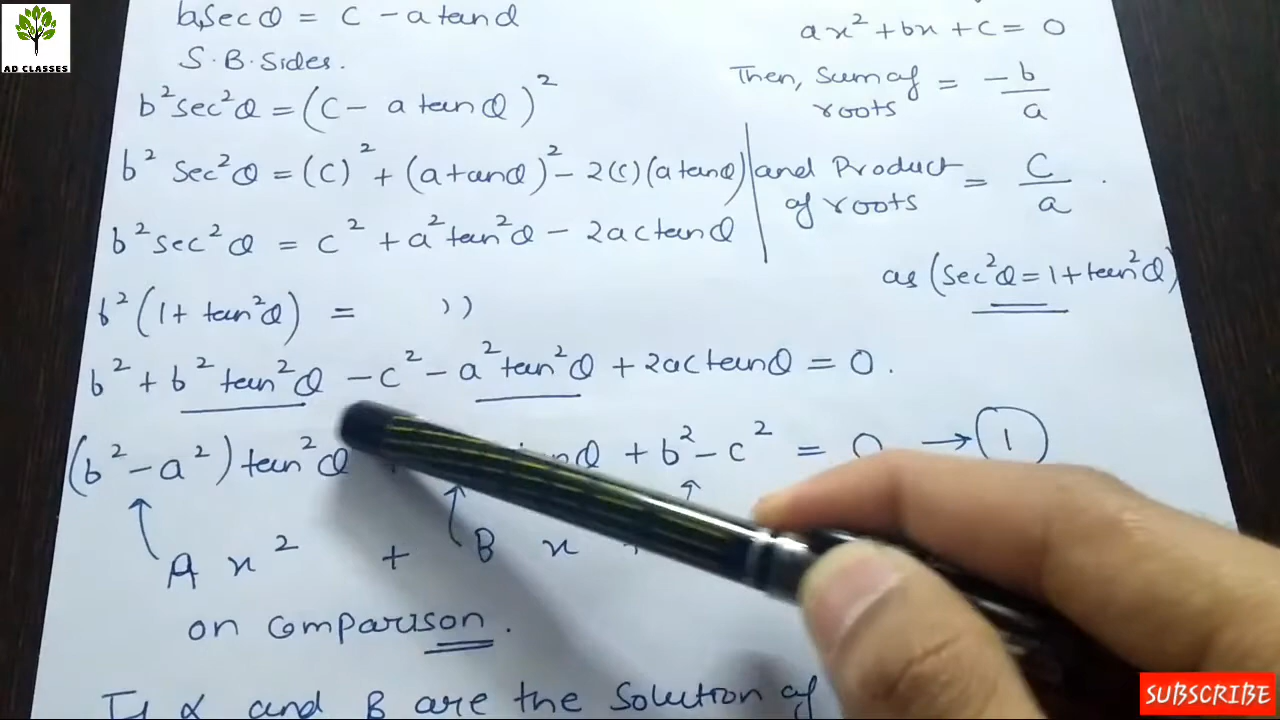 AD CLASSES
b sec θ = c - a tan θ
S.B. Sides.
b² sec² θ = (c - a tan θ)²
b² sec² θ = (c)² + (a tan θ)² - 2(c)(a tan θ)
b² sec² θ = c² + a² tan² θ - 2ac tan θ
b² (1 + tan² θ) = ))
b² + b² tan² θ - c² - a² tan² θ + 2ac tan θ = 0.
(b² - a²) tan² θ θ + b² - c² = 0 → 1
A x² + B x +
on comparison.
If α and β are the solution of
ax² + bx + c = 0
Then, Sum of roots = -b/a
and Product of roots = c/a.
as (sec² θ = 1 + tan² θ)
SUBSCRIBE